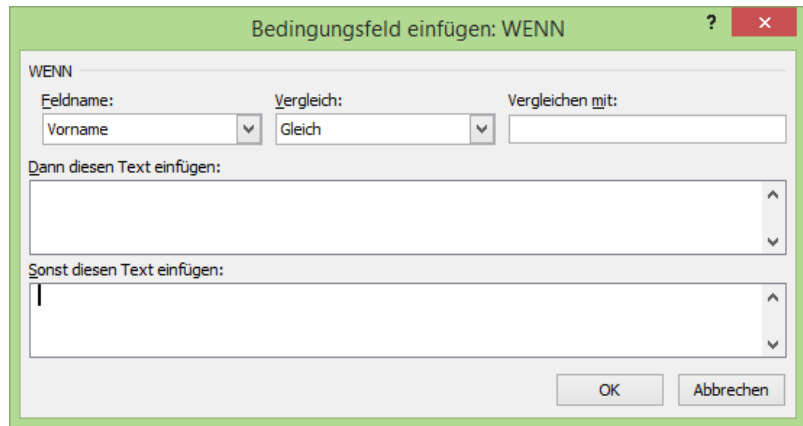 Bedingungsfeld einfügen: WENN ?
WENN
Feldname: Vergleich: Vergleichen mit:
Vorname Gleich
Dann diesen Text einfügen:
Sonst diesen Text einfügen:
OK Abbrechen